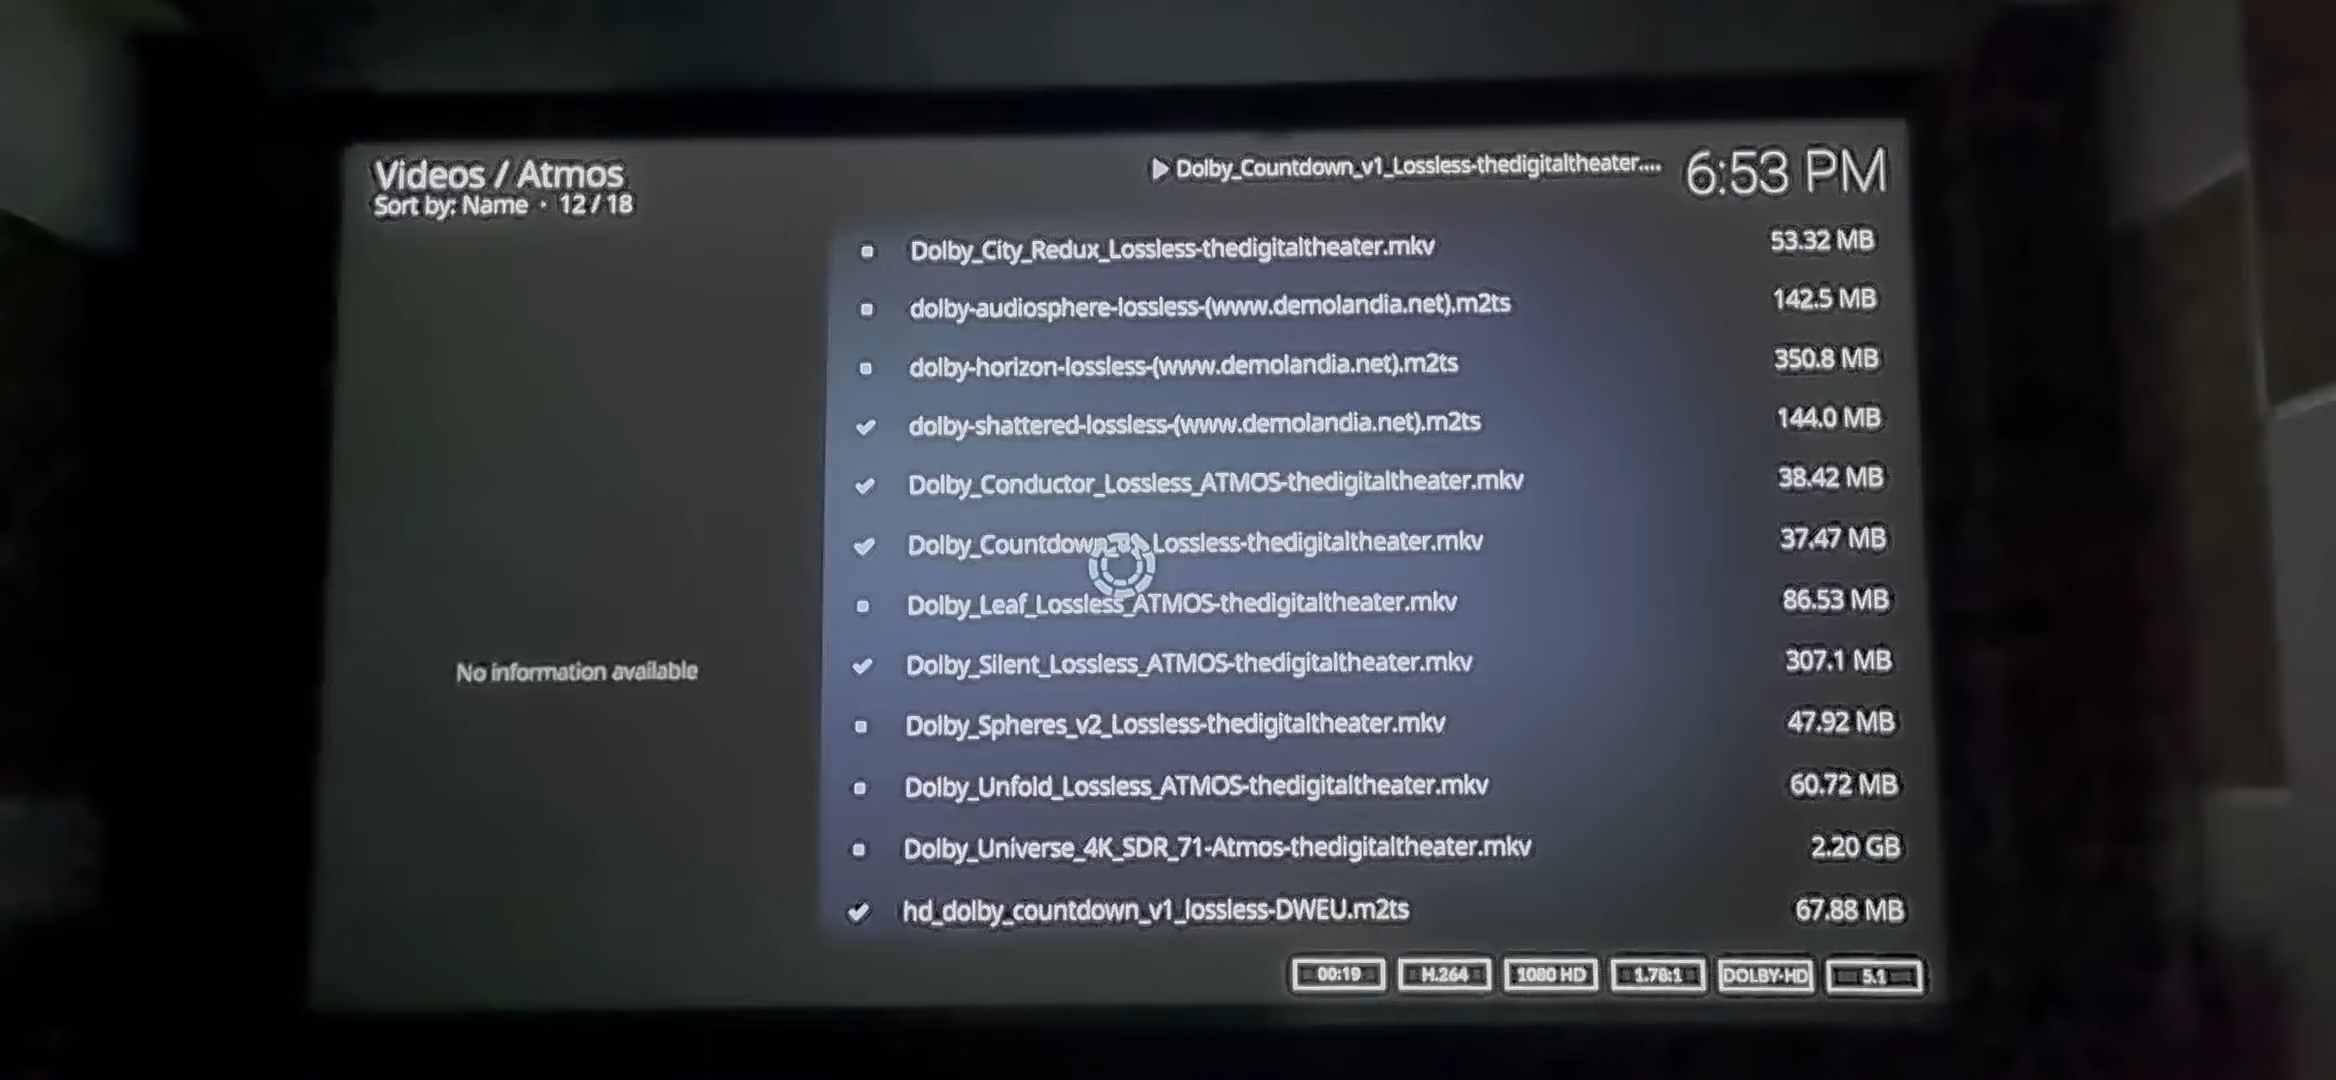 Videos / Atmos
Sort by: Name · 12 / 18
Dolby_Countdown_v1_Lossless-thedigitaltheater....
6:53 PM
Dolby_City_Redux_Lossless-thedigitaltheater.mkv 53.32 MB
dolby-audiosphere-lossless-(www.demolandia.net).m2ts 142.5 MB
dolby-horizon-lossless-(www.demolandia.net).m2ts 350.8 MB
dolby-shattered-lossless-(www.demolandia.net).m2ts 144.0 MB
Dolby_Conductor_Lossless_ATMOS-thedigitaltheater.mkv 38.42 MB
Dolby_Countdown Lossless-thedigitaltheater.mkv 37.47 MB
Dolby_Leaf_Lossless_ATMOS-thedigitaltheater.mkv 86.53 MB
Dolby_Silent_Lossless_ATMOS-thedigitaltheater.mkv 307.1 MB
No information available
Dolby_Spheres_v2_Lossless-thedigitaltheater.mkv 47.92 MB
Dolby_Unfold_Lossless_ATMOS-thedigitaltheater.mkv 60.72 MB
Dolby_Universe_4K_SDR_71-Atmos-thedigitaltheater.mkv 2.20 GB
hd_dolby_countdown_v1_lossless-DWEU.m2ts 67.88 MB
00:19 H.264 1080 HD 1.78:1 DOLBY-HD 5.1